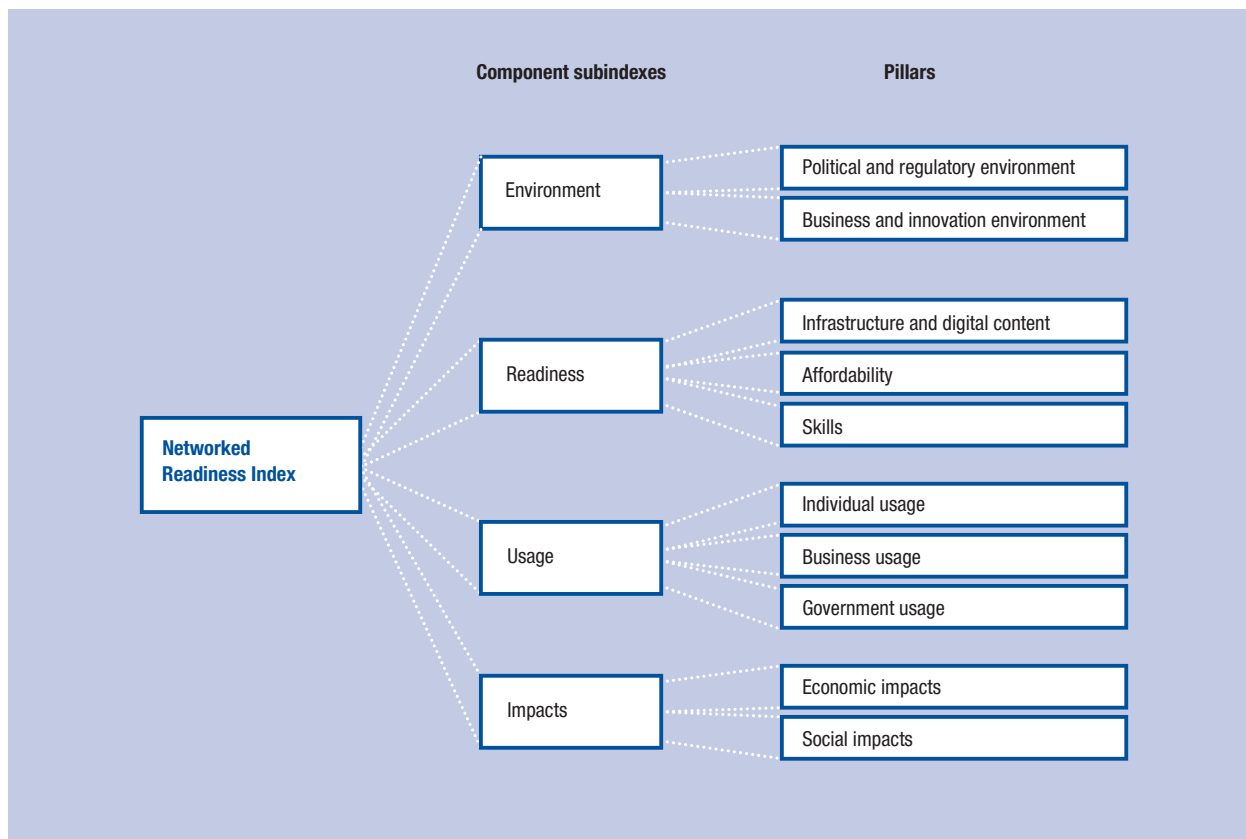 Component subindexes
Pillars
Environment
Political and regulatory environment
Business and innovation environment
Readiness
Infrastructure and digital content
Affordability
Skills
Networked
Readiness Index
Usage
Individual usage
Business usage
Government usage
Impacts
Economic impacts
Social impacts